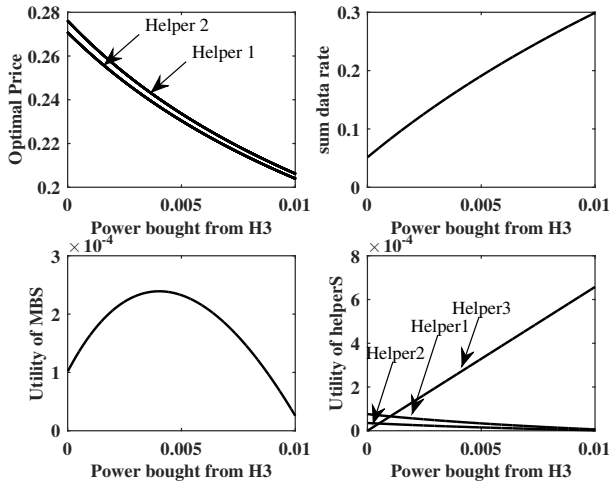 0.28
0.26
0.24
0.22
0.2
Optimal Price
Helper 2
Helper 1
0
0.005
0.01
Power bought from H3
0.3
0.2
0.1
0
sum data rate
0
0.005
0.01
Power bought from H3
×10⁻⁴
4
3
2
1
0
Utility of MBS
0
0.005
0.01
Power bought from H3
×10⁻⁴
8
6
4
2
0
Utility of helperS
Helper3
Helper1
Helper2
0
0.005
0.01
Power bought from H3